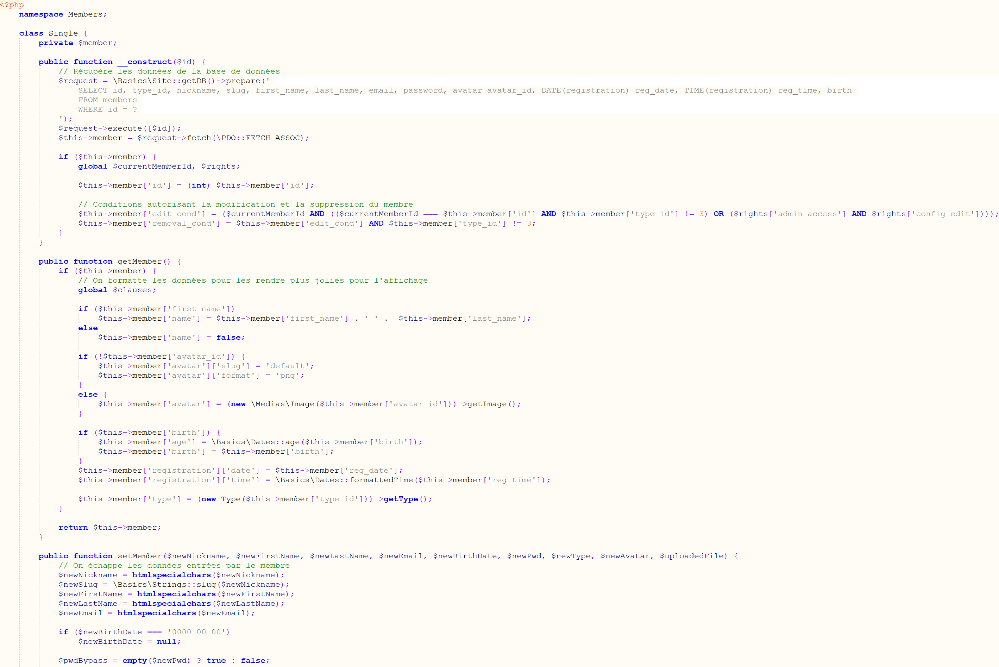 <?php
namespace Members;
class Single {
private $member;
public function __construct($id) {
// Récupère les données de la base de données
$request = \Basics\Site::getDB()->prepare('
SELECT id, type_id, nickname, slug, first_name, last_name, email, password, avatar avatar_id, DATE(registration) reg_date, TIME(registration) reg_time, birth
FROM members
WHERE id = ?
');
$request->execute([$id]);
$this->member = $request->fetch(\PDO::FETCH_ASSOC);
if ($this->member) {
global $currentMemberId, $rights;
$this->member['id'] = (int) $this->member['id'];
// Conditions autorisant la modification et la suppression du membre
$this->member['edit_cond'] = ($currentMemberId AND (($currentMemberId === $this->member['id'] AND $this->member['type_id'] != 3) OR ($rights['admin_access'] AND $rights['config_edit'])));
$this->member['removal_cond'] = $this->member['edit_cond'] AND $this->member['type_id'] != 3;
}
}
public function getMember() {
if ($this->member) {
// On formatte les données pour les rendre plus jolies pour l'affichage
global $clauses;
if ($this->member['first_name'])
$this->member['name'] = $this->member['first_name'] . ' ' .  $this->member['last_name'];
else
$this->member['name'] = false;
if (!$this->member['avatar_id']) {
$this->member['avatar']['slug'] = 'default';
$this->member['avatar']['format'] = 'png';
}
else {
$this->member['avatar'] = (new \Medias\Image($this->member['avatar_id']))->getImage();
}
if ($this->member['birth']) {
$this->member['age'] = \Basics\Dates::age($this->member['birth']);
$this->member['birth'] = $this->member['birth'];
}
$this->member['registration']['date'] = $this->member['reg_date'];
$this->member['registration']['time'] = \Basics\Dates::formattedTime($this->member['reg_time']);
$this->member['type'] = (new Type($this->member['type_id']))->getType();
}
return $this->member;
}
public function setMember($newNickname, $newFirstName, $newLastName, $newEmail, $newBirthDate, $newPwd, $newType, $newAvatar, $uploadedFile) {
// On échappe les données entrées par le membre
$newNickname = htmlspecialchars($newNickname);
$newSlug = \Basics\Strings::slug($newNickname);
$newFirstName = htmlspecialchars($newFirstName);
$newLastName = htmlspecialchars($newLastName);
$newEmail = htmlspecialchars($newEmail);
if ($newBirthDate === '0000-00-00')
$newBirthDate = null;
$pwdBypass = empty($newPwd) ? true : false;